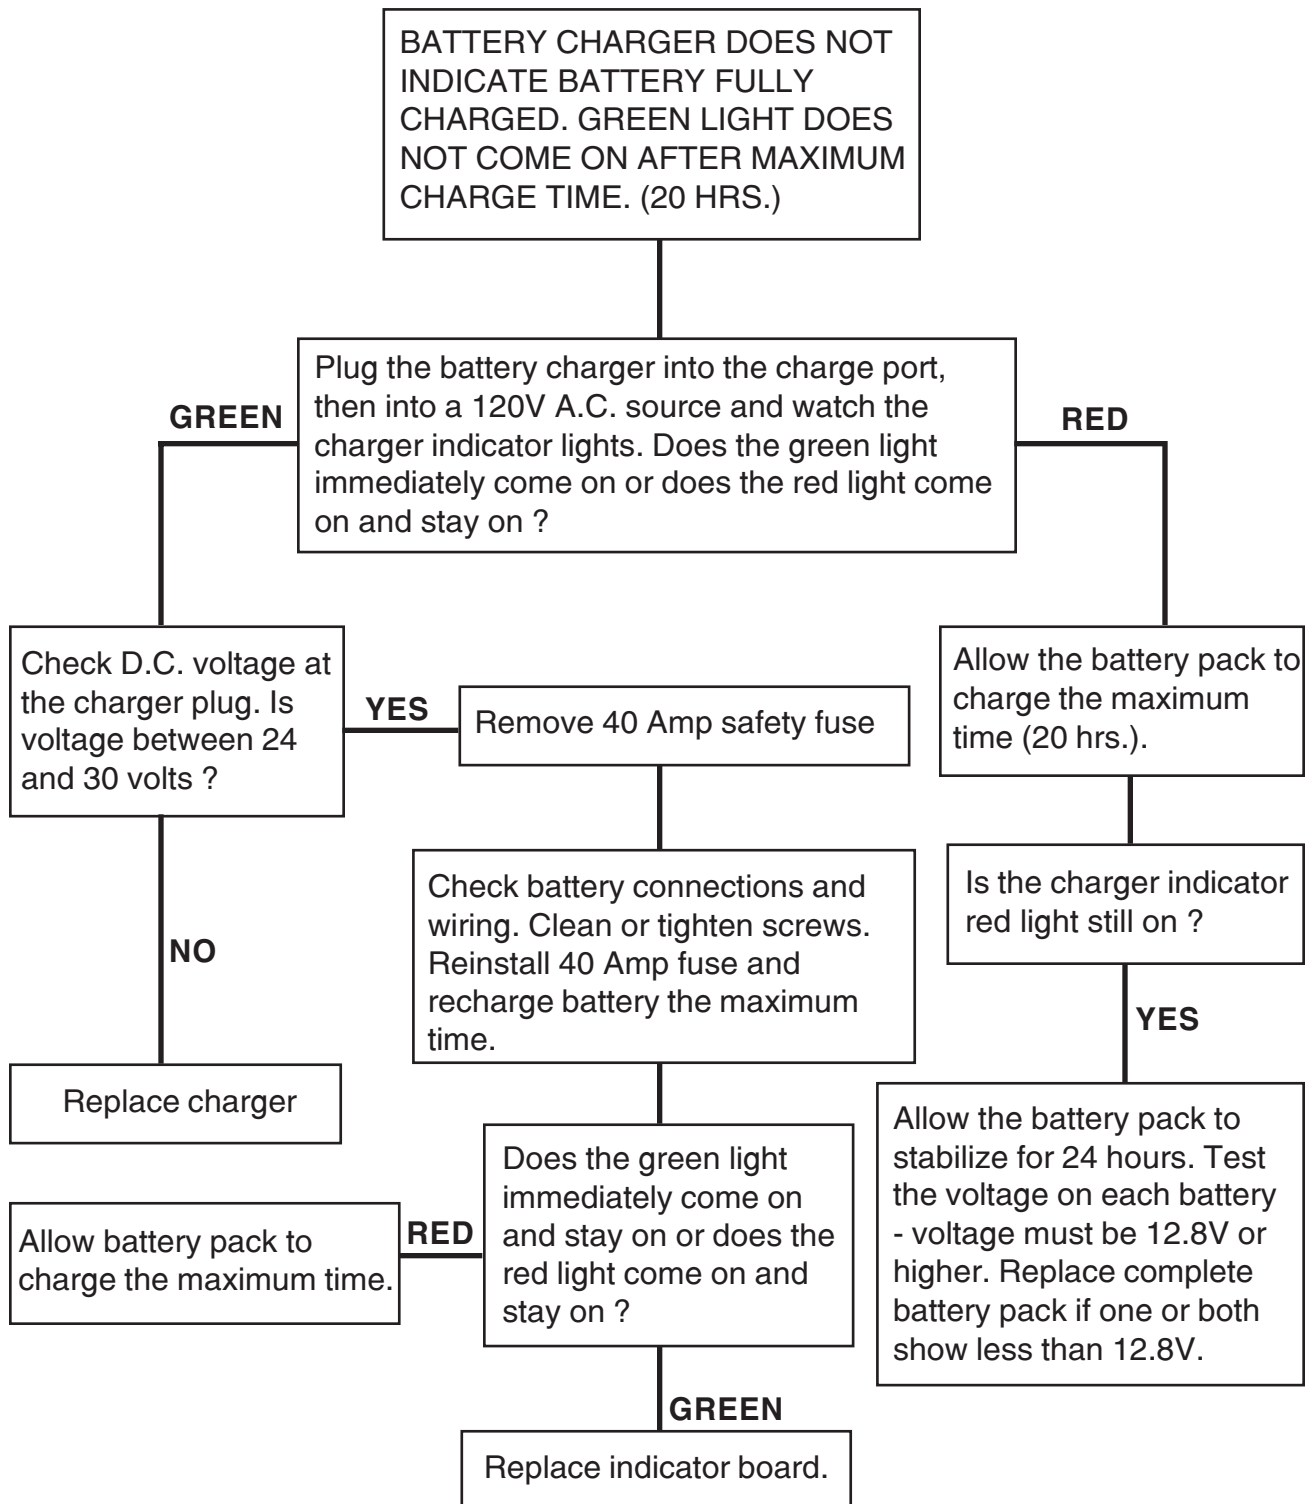 BATTERY CHARGER DOES NOT
INDICATE BATTERY FULLY
CHARGED. GREEN LIGHT DOES
NOT COME ON AFTER MAXIMUM
CHARGE TIME. (20 HRS.)
Plug the battery charger into the charge port,
then into a 120V A.C. source and watch the
charger indicator lights. Does the green light
immediately come on or does the red light come
on and stay on ?
GREEN
RED
Check D.C. voltage at
the charger plug. Is
voltage between 24
and 30 volts ?
YES
Remove 40 Amp safety fuse
Allow the battery pack to
charge the maximum
time (20 hrs.).
Check battery connections and
wiring. Clean or tighten screws.
Reinstall 40 Amp fuse and
recharge battery the maximum
time.
Is the charger indicator
red light still on ?
NO
YES
Replace charger
Does the green light
immediately come on
and stay on or does the
red light come on and
stay on ?
Allow the battery pack to
stabilize for 24 hours. Test
the voltage on each battery
- voltage must be 12.8V or
higher. Replace complete
battery pack if one or both
show less than 12.8V.
RED
Allow battery pack to
charge the maximum time.
GREEN
Replace indicator board.